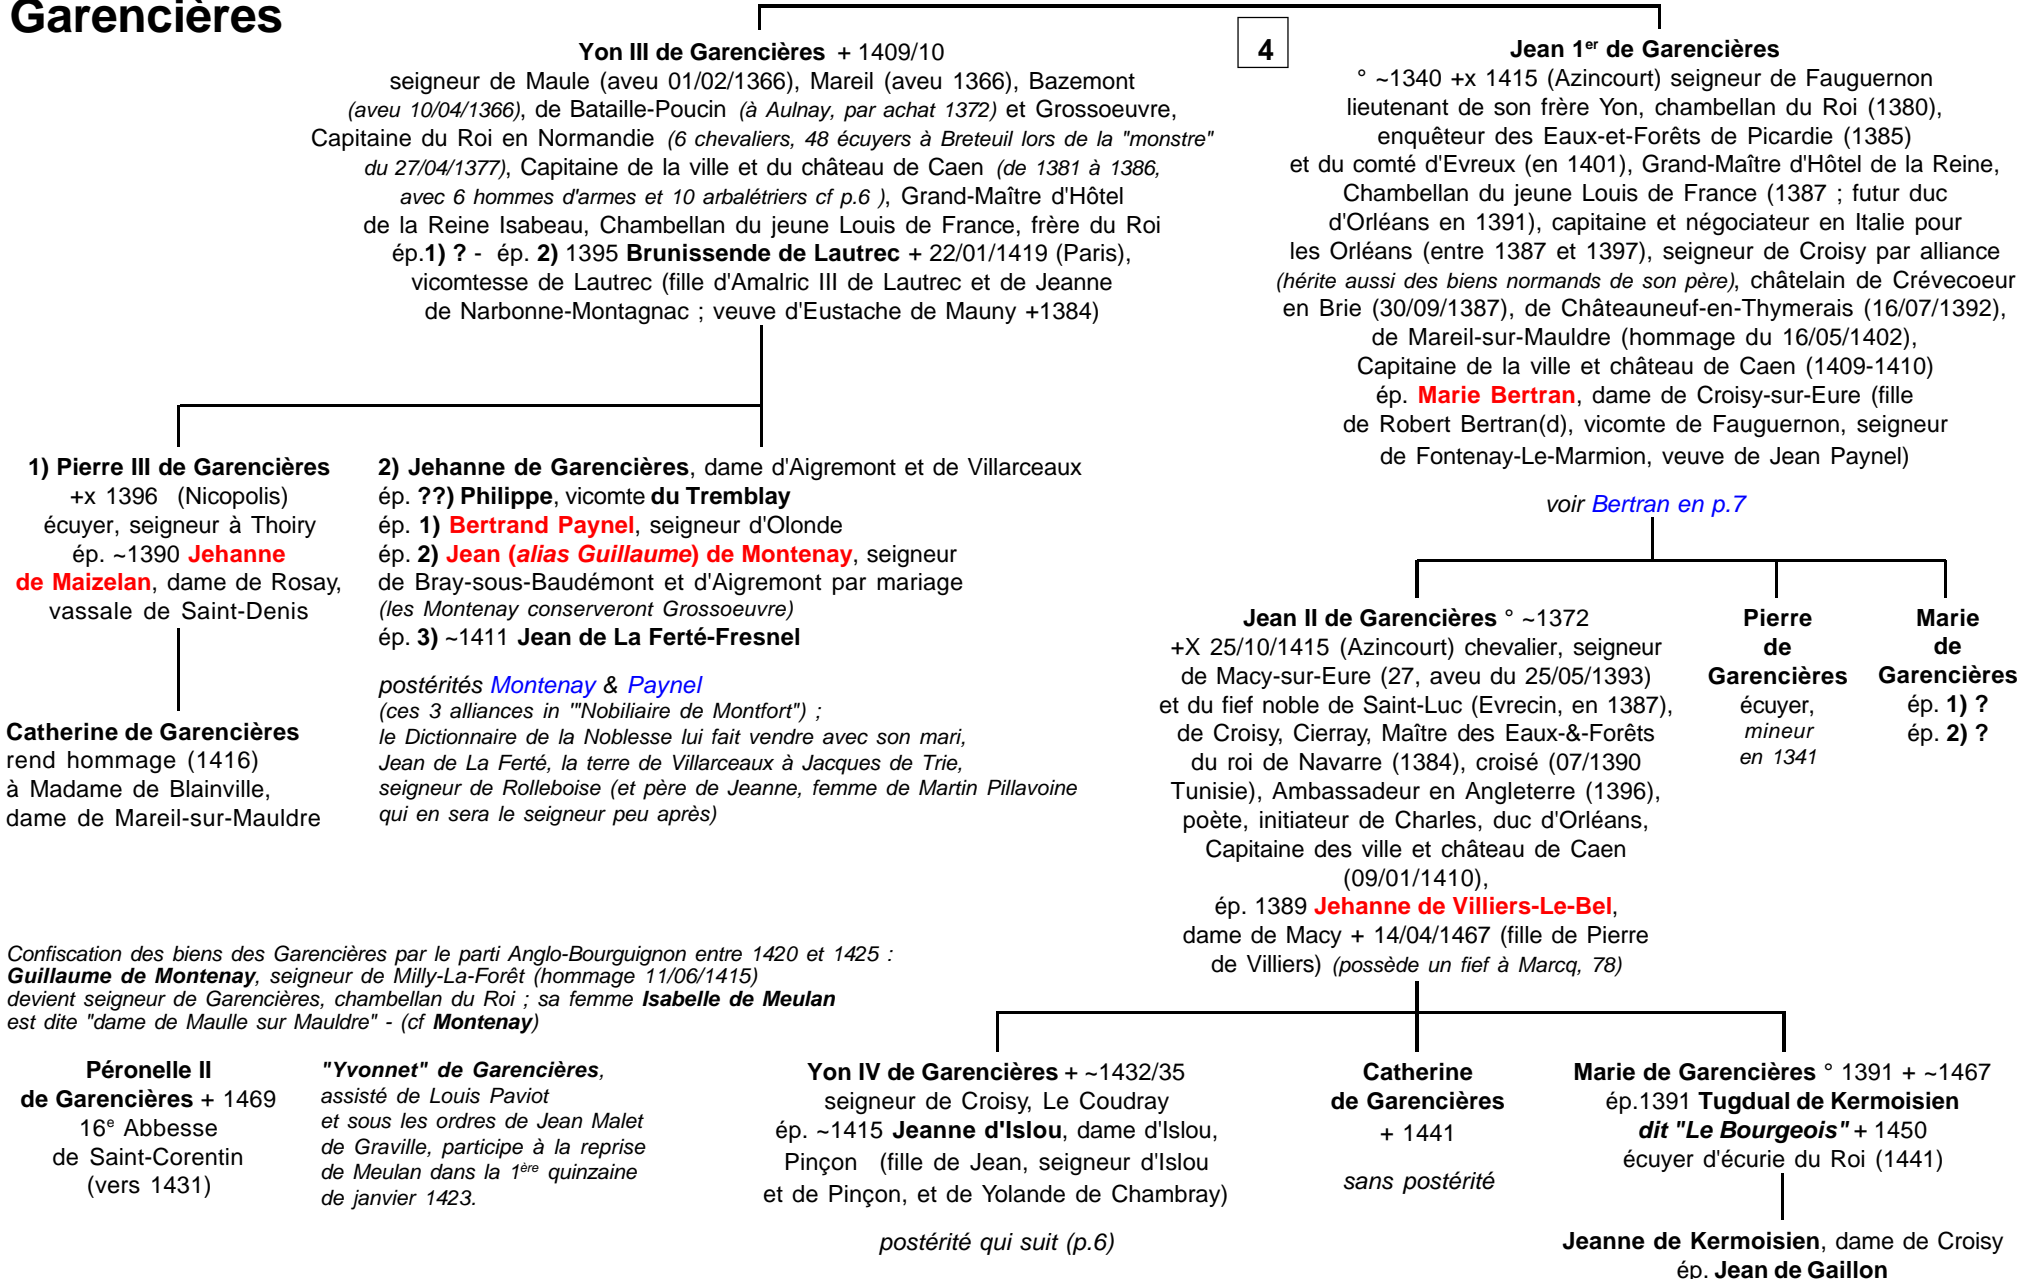 Garencières
4
Yon III de Garencières + 1409/10
seigneur de Maule (aveu 01/02/1366), Mareil (aveu 1366), Bazemont
(aveu 10/04/1366), de Bataille-Poucin (à Aulnay, par achat 1372) et Grossoeuvre,
Capitaine du Roi en Normandie (6 chevaliers, 48 écuyers à Breteuil lors de la "monstre"
du 27/04/1377), Capitaine de la ville et du château de Caen (de 1381 à 1386,
avec 6 hommes d'armes et 10 arbalétriers cf p.6 ), Grand-Maître d'Hôtel
de la Reine Isabeau, Chambellan du jeune Louis de France, frère du Roi
ép.1) ? - ép. 2) 1395 Brunissende de Lautrec + 22/01/1419 (Paris),
vicomtesse de Lautrec (fille d'Amalric III de Lautrec et de Jeanne
de Narbonne-Montagnac ; veuve d'Eustache de Mauny +1384)
Jean 1er de Garencières
° ~1340 +x 1415 (Azincourt) seigneur de Fauguernon
lieutenant de son frère Yon, chambellan du Roi (1380),
enquêteur des Eaux-et-Forêts de Picardie (1385)
et du comté d'Evreux (en 1401), Grand-Maître d'Hôtel de la Reine,
Chambellan du jeune Louis de France (1387 ; futur duc
d'Orléans en 1391), capitaine et négociateur en Italie pour
les Orléans (entre 1387 et 1397), seigneur de Croisy par alliance
(hérite aussi des biens normands de son père), châtelain de Crévecoeur
en Brie (30/09/1387), de Châteauneuf-en-Thymerais (16/07/1392),
de Mareil-sur-Mauldre (hommage du 16/05/1402),
Capitaine de la ville et château de Caen (1409-1410)
ép. Marie Bertran, dame de Croisy-sur-Eure (fille
de Robert Bertran(d), vicomte de Fauguernon, seigneur
de Fontenay-Le-Marmion, veuve de Jean Paynel)
voir Bertran en p.7
1) Pierre III de Garencières
+x 1396 (Nicopolis)
écuyer, seigneur à Thoiry
ép. ~1390 Jehanne
de Maizelan, dame de Rosay,
vassale de Saint-Denis
2) Jehanne de Garencières, dame d'Aigremont et de Villarceaux
ép. ??) Philippe, vicomte du Tremblay
ép. 1) Bertrand Paynel, seigneur d'Olonde
ép. 2) Jean (alias Guillaume) de Montenay, seigneur
de Bray-sous-Baudémont et d'Aigremont par mariage
(les Montenay conserveront Grossoeuvre)
ép. 3) ~1411 Jean de La Ferté-Fresnel
postérités Montenay & Paynel
(ces 3 alliances in '"Nobiliaire de Montfort") ;
le Dictionnaire de la Noblesse lui fait vendre avec son mari,
Jean de La Ferté, la terre de Villarceaux à Jacques de Trie,
seigneur de Rolleboise (et père de Jeanne, femme de Martin Pillavoine
qui en sera le seigneur peu après)
Catherine de Garencières
rend hommage (1416)
à Madame de Blainville,
dame de Mareil-sur-Mauldre
Jean II de Garencières ° ~1372
+X 25/10/1415 (Azincourt) chevalier, seigneur
de Macy-sur-Eure (27, aveu du 25/05/1393)
et du fief noble de Saint-Luc (Evrecin, en 1387),
de Croisy, Cierray, Maître des Eaux-&-Forêts
du roi de Navarre (1384), croisé (07/1390
Tunisie), Ambassadeur en Angleterre (1396),
poète, initiateur de Charles, duc d'Orléans,
Capitaine des ville et château de Caen
(09/01/1410),
ép. 1389 Jehanne de Villiers-Le-Bel,
dame de Macy + 14/04/1467 (fille de Pierre
de Villiers) (possède un fief à Marcq, 78)
Pierre
de
Garencières
écuyer,
mineur
en 1341
Marie
de
Garencières
ép. 1) ?
ép. 2) ?
Confiscation des biens des Garencières par le parti Anglo-Bourguignon entre 1420 et 1425 :
Guillaume de Montenay, seigneur de Milly-La-Forêt (hommage 11/06/1415)
devient seigneur de Garencières, chambellan du Roi ; sa femme Isabelle de Meulan
est dite "dame de Maulle sur Mauldre" - (cf Montenay)
Péronelle II
de Garencières + 1469
16e Abbesse
de Saint-Corentin
(vers 1431)
"Yvonnet" de Garencières,
assisté de Louis Paviot
et sous les ordres de Jean Malet
de Graville, participe à la reprise
de Meulan dans la 1ère quinzaine
de janvier 1423.
Yon IV de Garencières + ~1432/35
seigneur de Croisy, Le Coudray
ép. ~1415 Jeanne d'Islou, dame d'Islou,
Pinçon (fille de Jean, seigneur d'Islou
et de Pinçon, et de Yolande de Chambray)
postérité qui suit (p.6)
Catherine
de Garencières
+ 1441
sans postérité
Marie de Garencières ° 1391 + ~1467
ép.1391 Tugdual de Kermoisien
dit "Le Bourgeois" + 1450
écuyer d'écurie du Roi (1441)
Jeanne de Kermoisien, dame de Croisy
ép. Jean de Gaillon